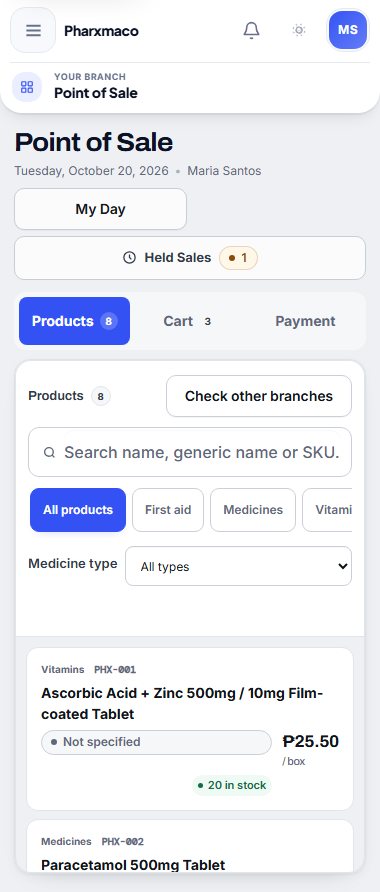 Pharxmaco
MS
YOUR BRANCH
Point of Sale
Point of Sale
Tuesday, October 20, 2026 • Maria Santos
My Day
Held Sales 1
Products 8 Cart 3 Payment
Products 8 Check other branches
Search name, generic name or SKU.
All products First aid Medicines Vitami
Medicine type All types
Vitamins PHX-001
Ascorbic Acid + Zinc 500mg / 10mg Film-
coated Tablet
Not specified ₱25.50
/ box
20 in stock
Medicines PHX-002
Paracetamol 500mg Tablet